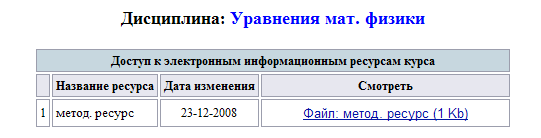 Дисциплина: Уравнения мат. физики
Доступ к электронным информационным ресурсам курса
Название ресурса Дата изменения Смотреть
1 метод. ресурс 23-12-2008 Файл: метод. ресурс (1 Kb)